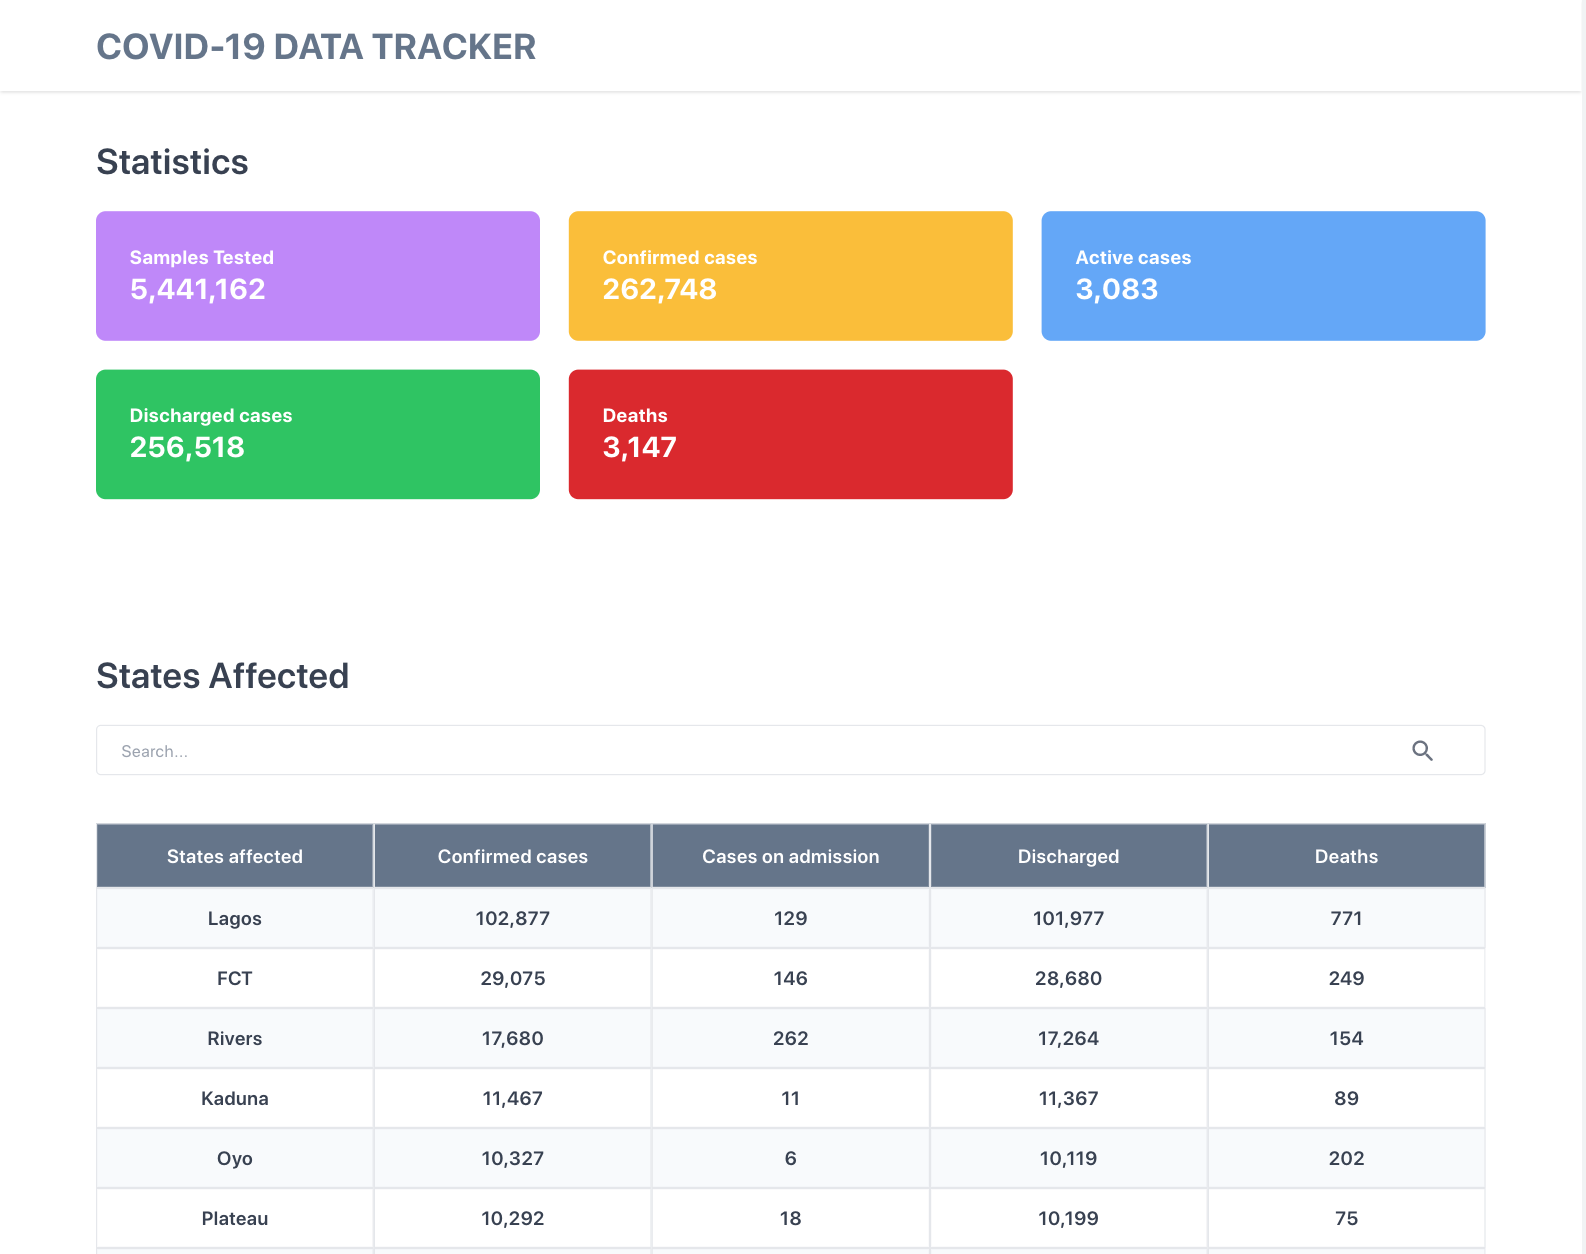 COVID-19 DATA TRACKER
Statistics
Samples Tested
5,441,162
Confirmed cases
262,748
Active cases
3,083
Discharged cases
256,518
Deaths
3,147
States Affected
Search...
States affected Confirmed cases Cases on admission Discharged Deaths
Lagos 102,877 129 101,977 771
FCT 29,075 146 28,680 249
Rivers 17,680 262 17,264 154
Kaduna 11,467 11 11,367 89
Oyo 10,327 6 10,119 202
Plateau 10,292 18 10,199 75